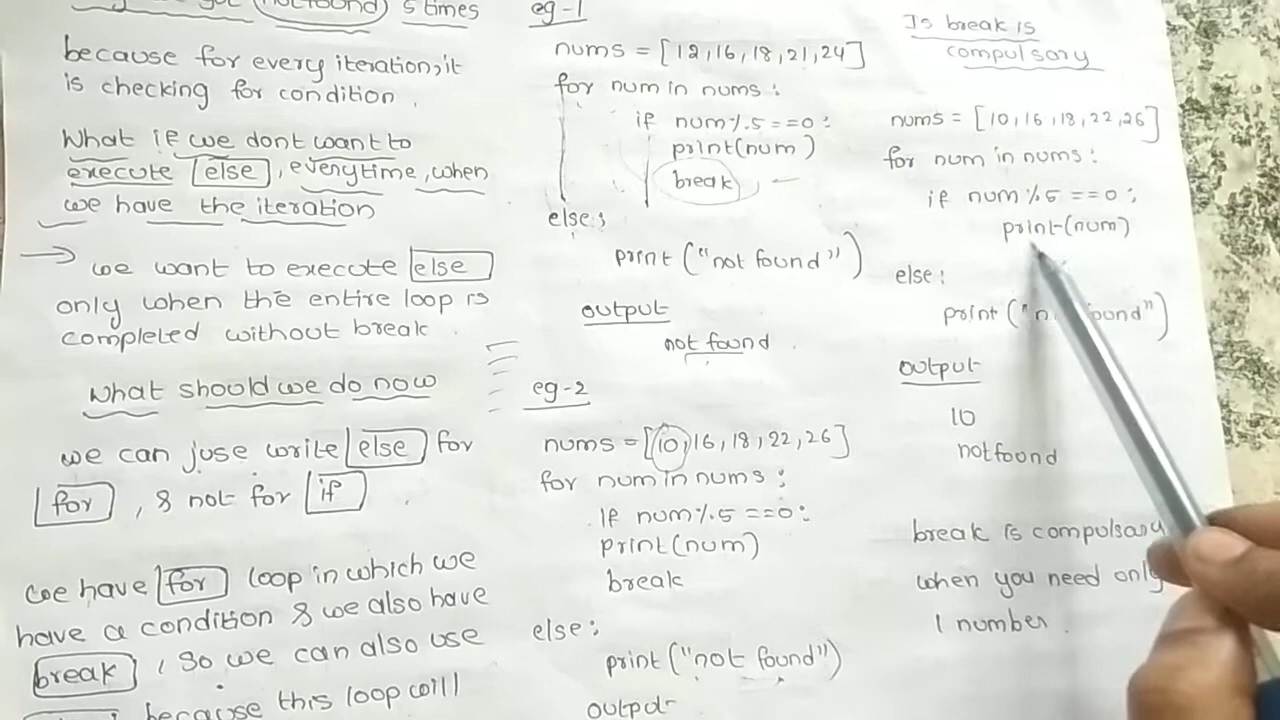 not found 5 times
because for every iteration, it
is checking for condition.
What if we dont want to
execute else, everytime, when
we have the iteration
→ we want to execute else
only when the entire loop is
completed without break
what should we do now
we can juse write else for
for, & not for if
we have for loop in which we
have a condition & we also have
break, so we can also use
because this loop will
eg-1
nums = [12,16,18,21,24]
for num in nums:
if num%5==0:
print(num)
break
else:
print("not found")
output
not found
eg-2
nums = [10,16,18,22,26]
for num in nums:
If num%5==0:
print(num)
break
else:
print("not found")
output
Is break is
compulsary
nums = [10,16,18,22,26]
for num in nums:
if num%5==0:
print(num)
else:
print("
output
10
notfound
break is compulsary
when you need only
1 number.